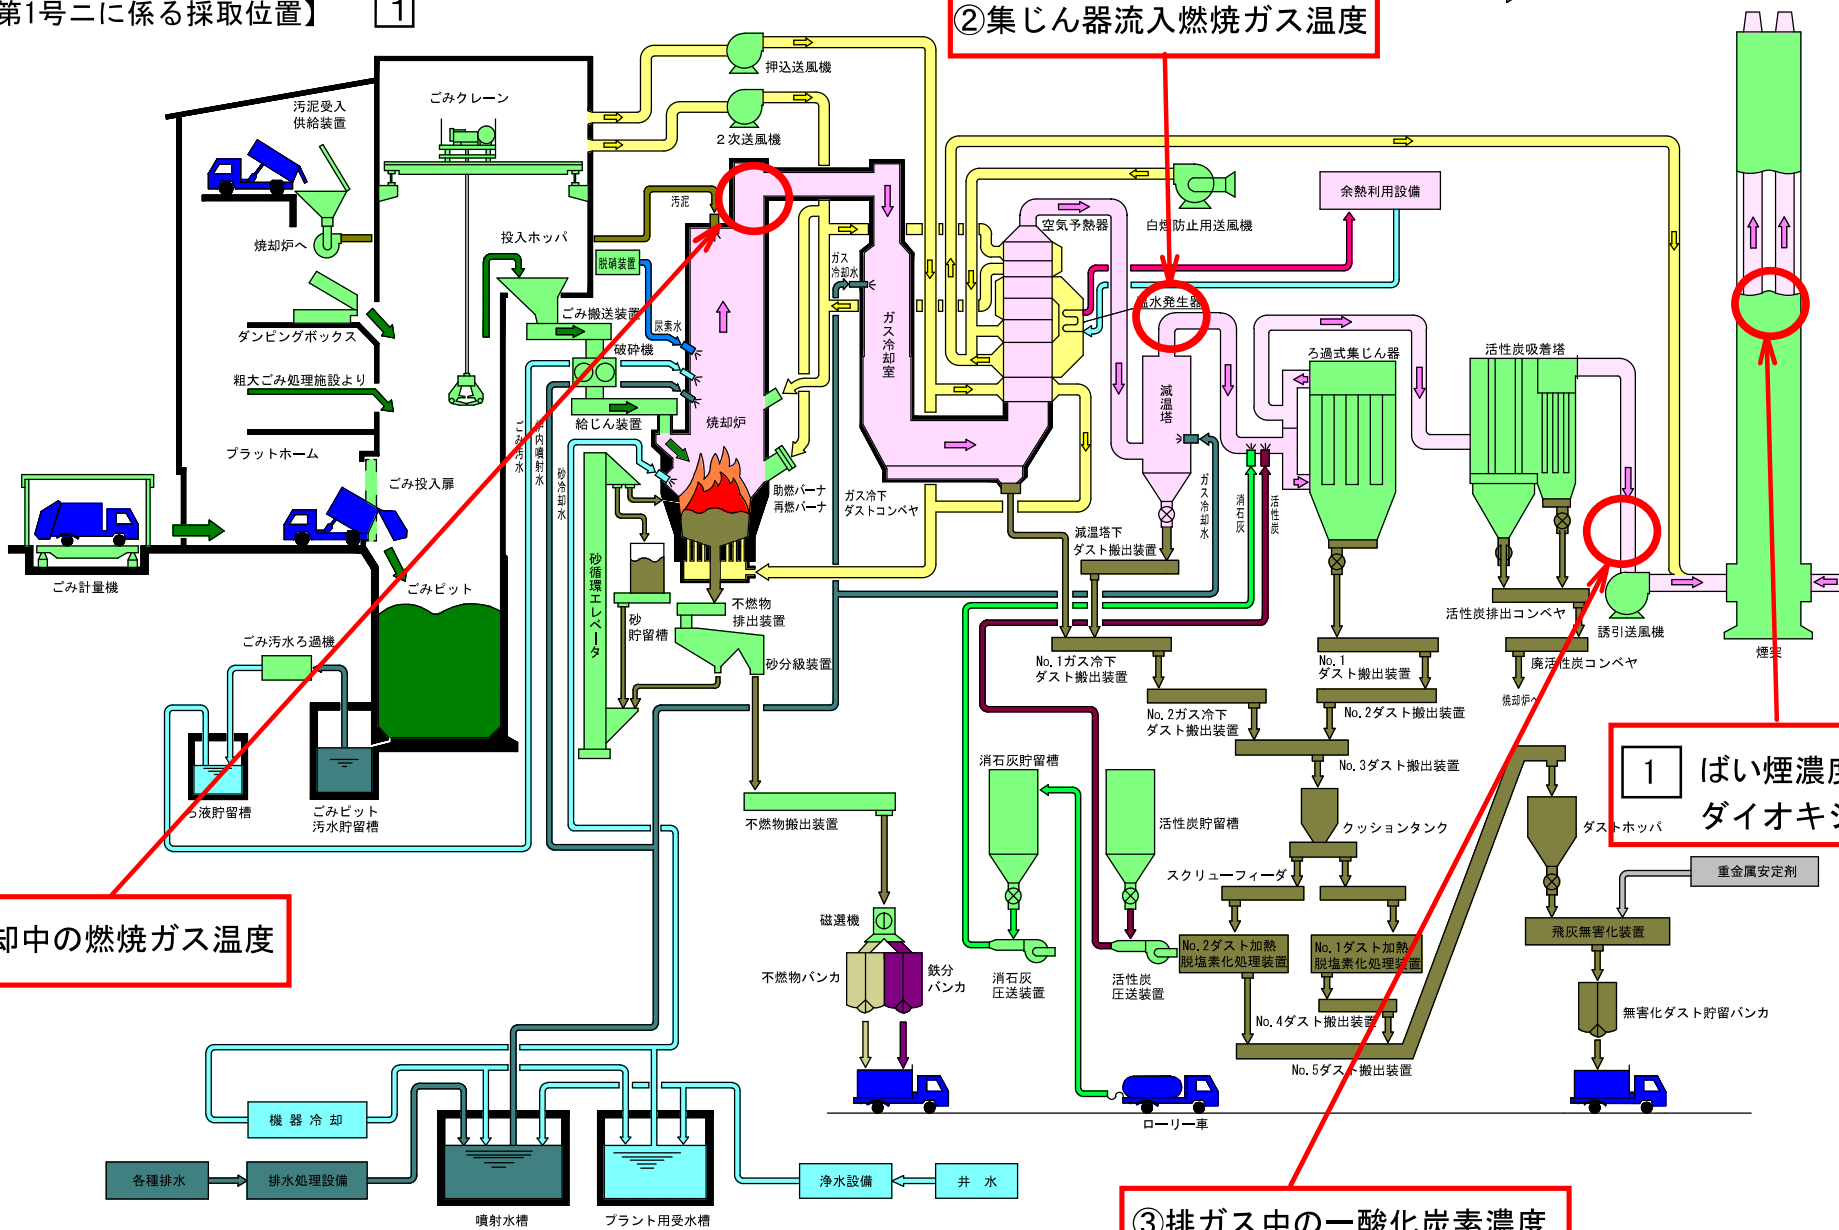 第1号ニに係る採取位置】
1
②集じん器流入燃焼ガス温度
押込送風機
ごみクレーン
汚泥受入
供給装置
2次送風機
汚泥
余熱利用設備
空気予熱器
白煙防止用送風機
焼却炉へ
投入ホッパ
脱硝装置
ガス
冷却水
温水発生器
ごみ搬送装置
尿素水
ガス冷却室
ダンピングボックス
破砕機
ろ過式集じん器
活性炭吸着塔
粗大ごみ処理施設より
減温塔
給じん装置
焼却炉
ごみ汚水
炉内噴射水
プラットホーム
砂冷却水
ごみ投入扉
助燃バーナ
再燃バーナ
ガス冷下
ダストコンベヤ
ガス冷却水
消石灰
活性炭
減温塔下
ダスト搬出装置
砂循環エレベータ
ごみ計量機
ごみピット
不燃物
排出装置
砂
貯留槽
活性炭排出コンベヤ
誘引送風機
煙突
ごみ汚水ろ過機
砂分級装置
No.1ガス冷下
ダスト搬出装置
No.1
ダスト搬出装置
廃活性炭コンベヤ
焼却炉へ
No.2ガス冷下
ダスト搬出装置
No.2ダスト搬出装置
消石灰貯留槽
No.3ダスト搬出装置
1 ばい煙濃度
ダイオキシ
ろ液貯留槽
ごみピット
汚水貯留槽
不燃物搬出装置
活性炭貯留槽
クッションタンク
ダストホッパ
スクリューフィーダ
重金属安定剤
却中の燃焼ガス温度
磁選機
No.2ダスト加熱
脱塩素化処理装置
No.1ダスト加熱
脱塩素化処理装置
飛灰無害化装置
不燃物バンカ
鉄分
バンカ
消石灰
圧送装置
活性炭
圧送装置
No.4ダスト搬出装置
無害化ダスト貯留バンカ
No.5ダスト搬出装置
機器冷却
ローリー車
各種排水
排水処理設備
浄水設備
井水
噴射水槽
プラント用受水槽
③排ガス中の一酸化炭素濃度